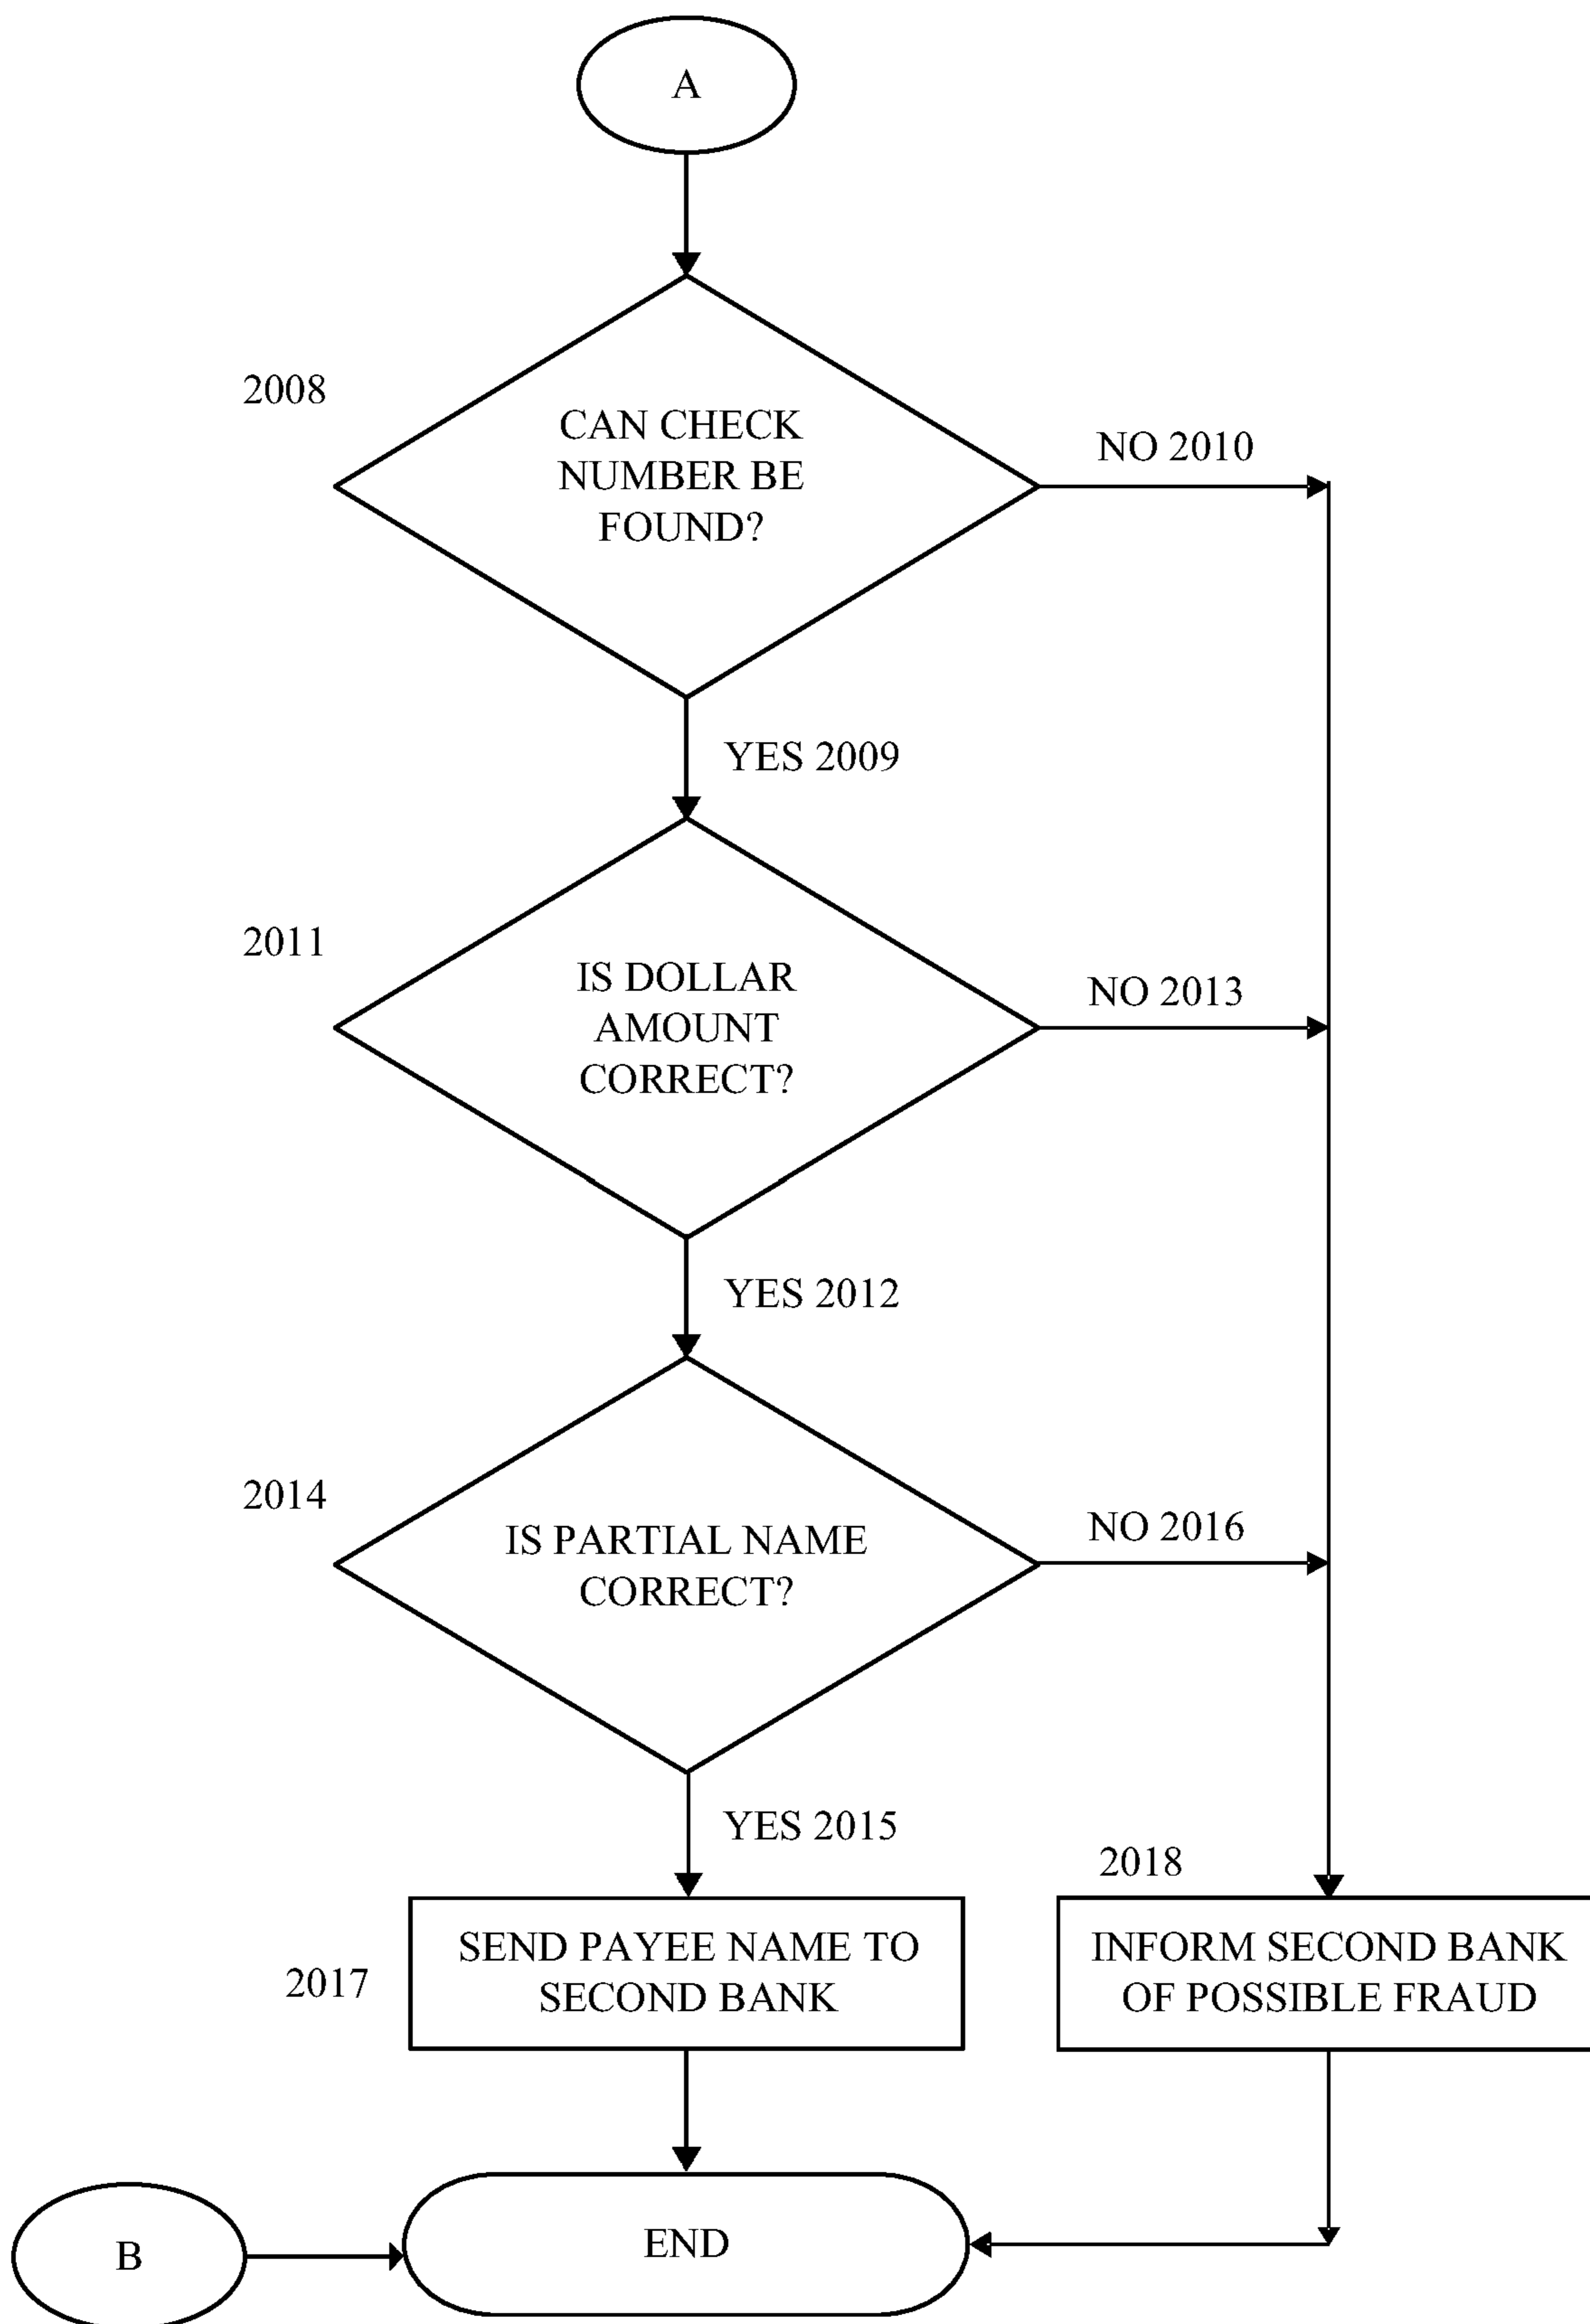 A
2008
CAN CHECK
NUMBER BE
FOUND?
NO 2010
YES 2009
2011
IS DOLLAR
AMOUNT
CORRECT?
NO 2013
YES 2012
2014
IS PARTIAL NAME
CORRECT?
NO 2016
YES 2015
2017
SEND PAYEE NAME TO
SECOND BANK
2018
INFORM SECOND BANK
OF POSSIBLE FRAUD
B
END